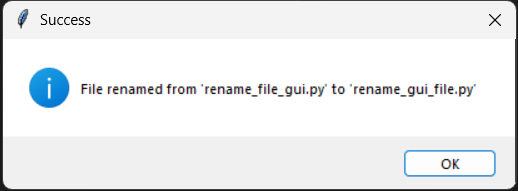 Success
File renamed from 'rename_file_gui.py' to 'rename_gui_file.py'
OK